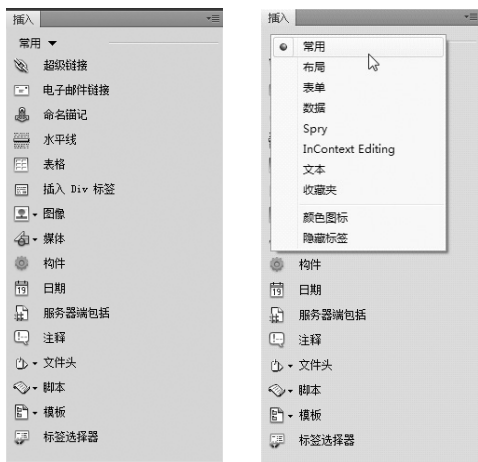 插入
常用
超级链接
电子邮件链接
命名锚记
水平线
表格
插入 Div 标签
图像
媒体
构件
日期
服务器端包括
注释
文件头
脚本
模板
标签选择器
插入
常用
布局
表单
数据
Spry
InContext Editing
文本
收藏夹
颜色图标
隐藏标签
构件
日期
服务器端包括
注释
文件头
脚本
模板
标签选择器